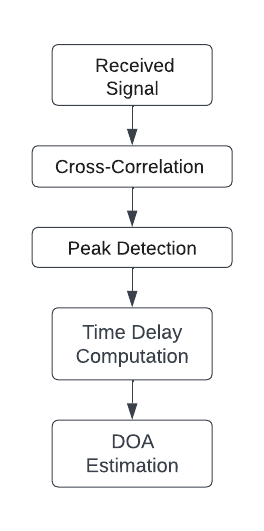 Received
Signal
Cross-Correlation
Peak Detection
Time Delay
Computation
DOA
Estimation